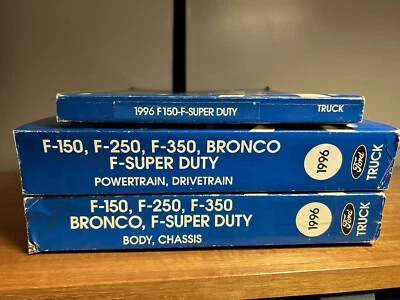 1996 F150-F-SUPER DUTY TRUCK
F-150, F-250, F-350, BRONCO
F-SUPER DUTY
POWERTRAIN, DRIVETRAIN
1996
Ford
TRUCK
F-150, F-250, F-350
BRONCO, F-SUPER DUTY
BODY, CHASSIS
1996
Ford
TRUCK